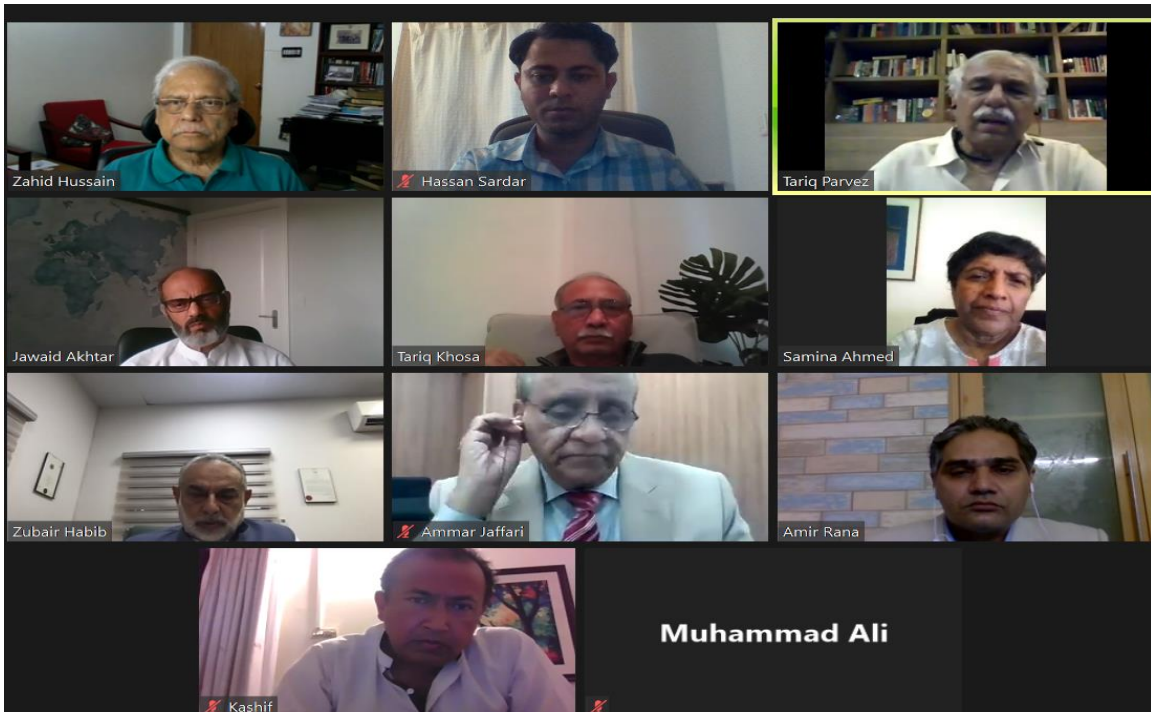 Zahid Hussain
Hassan Sardar
Tariq Parvez
Jawaid Akhtar
Tariq Khosa
Samina Ahmed
Zubair Habib
Ammar Jaffari
Amir Rana
Kashif
Muhammad Ali